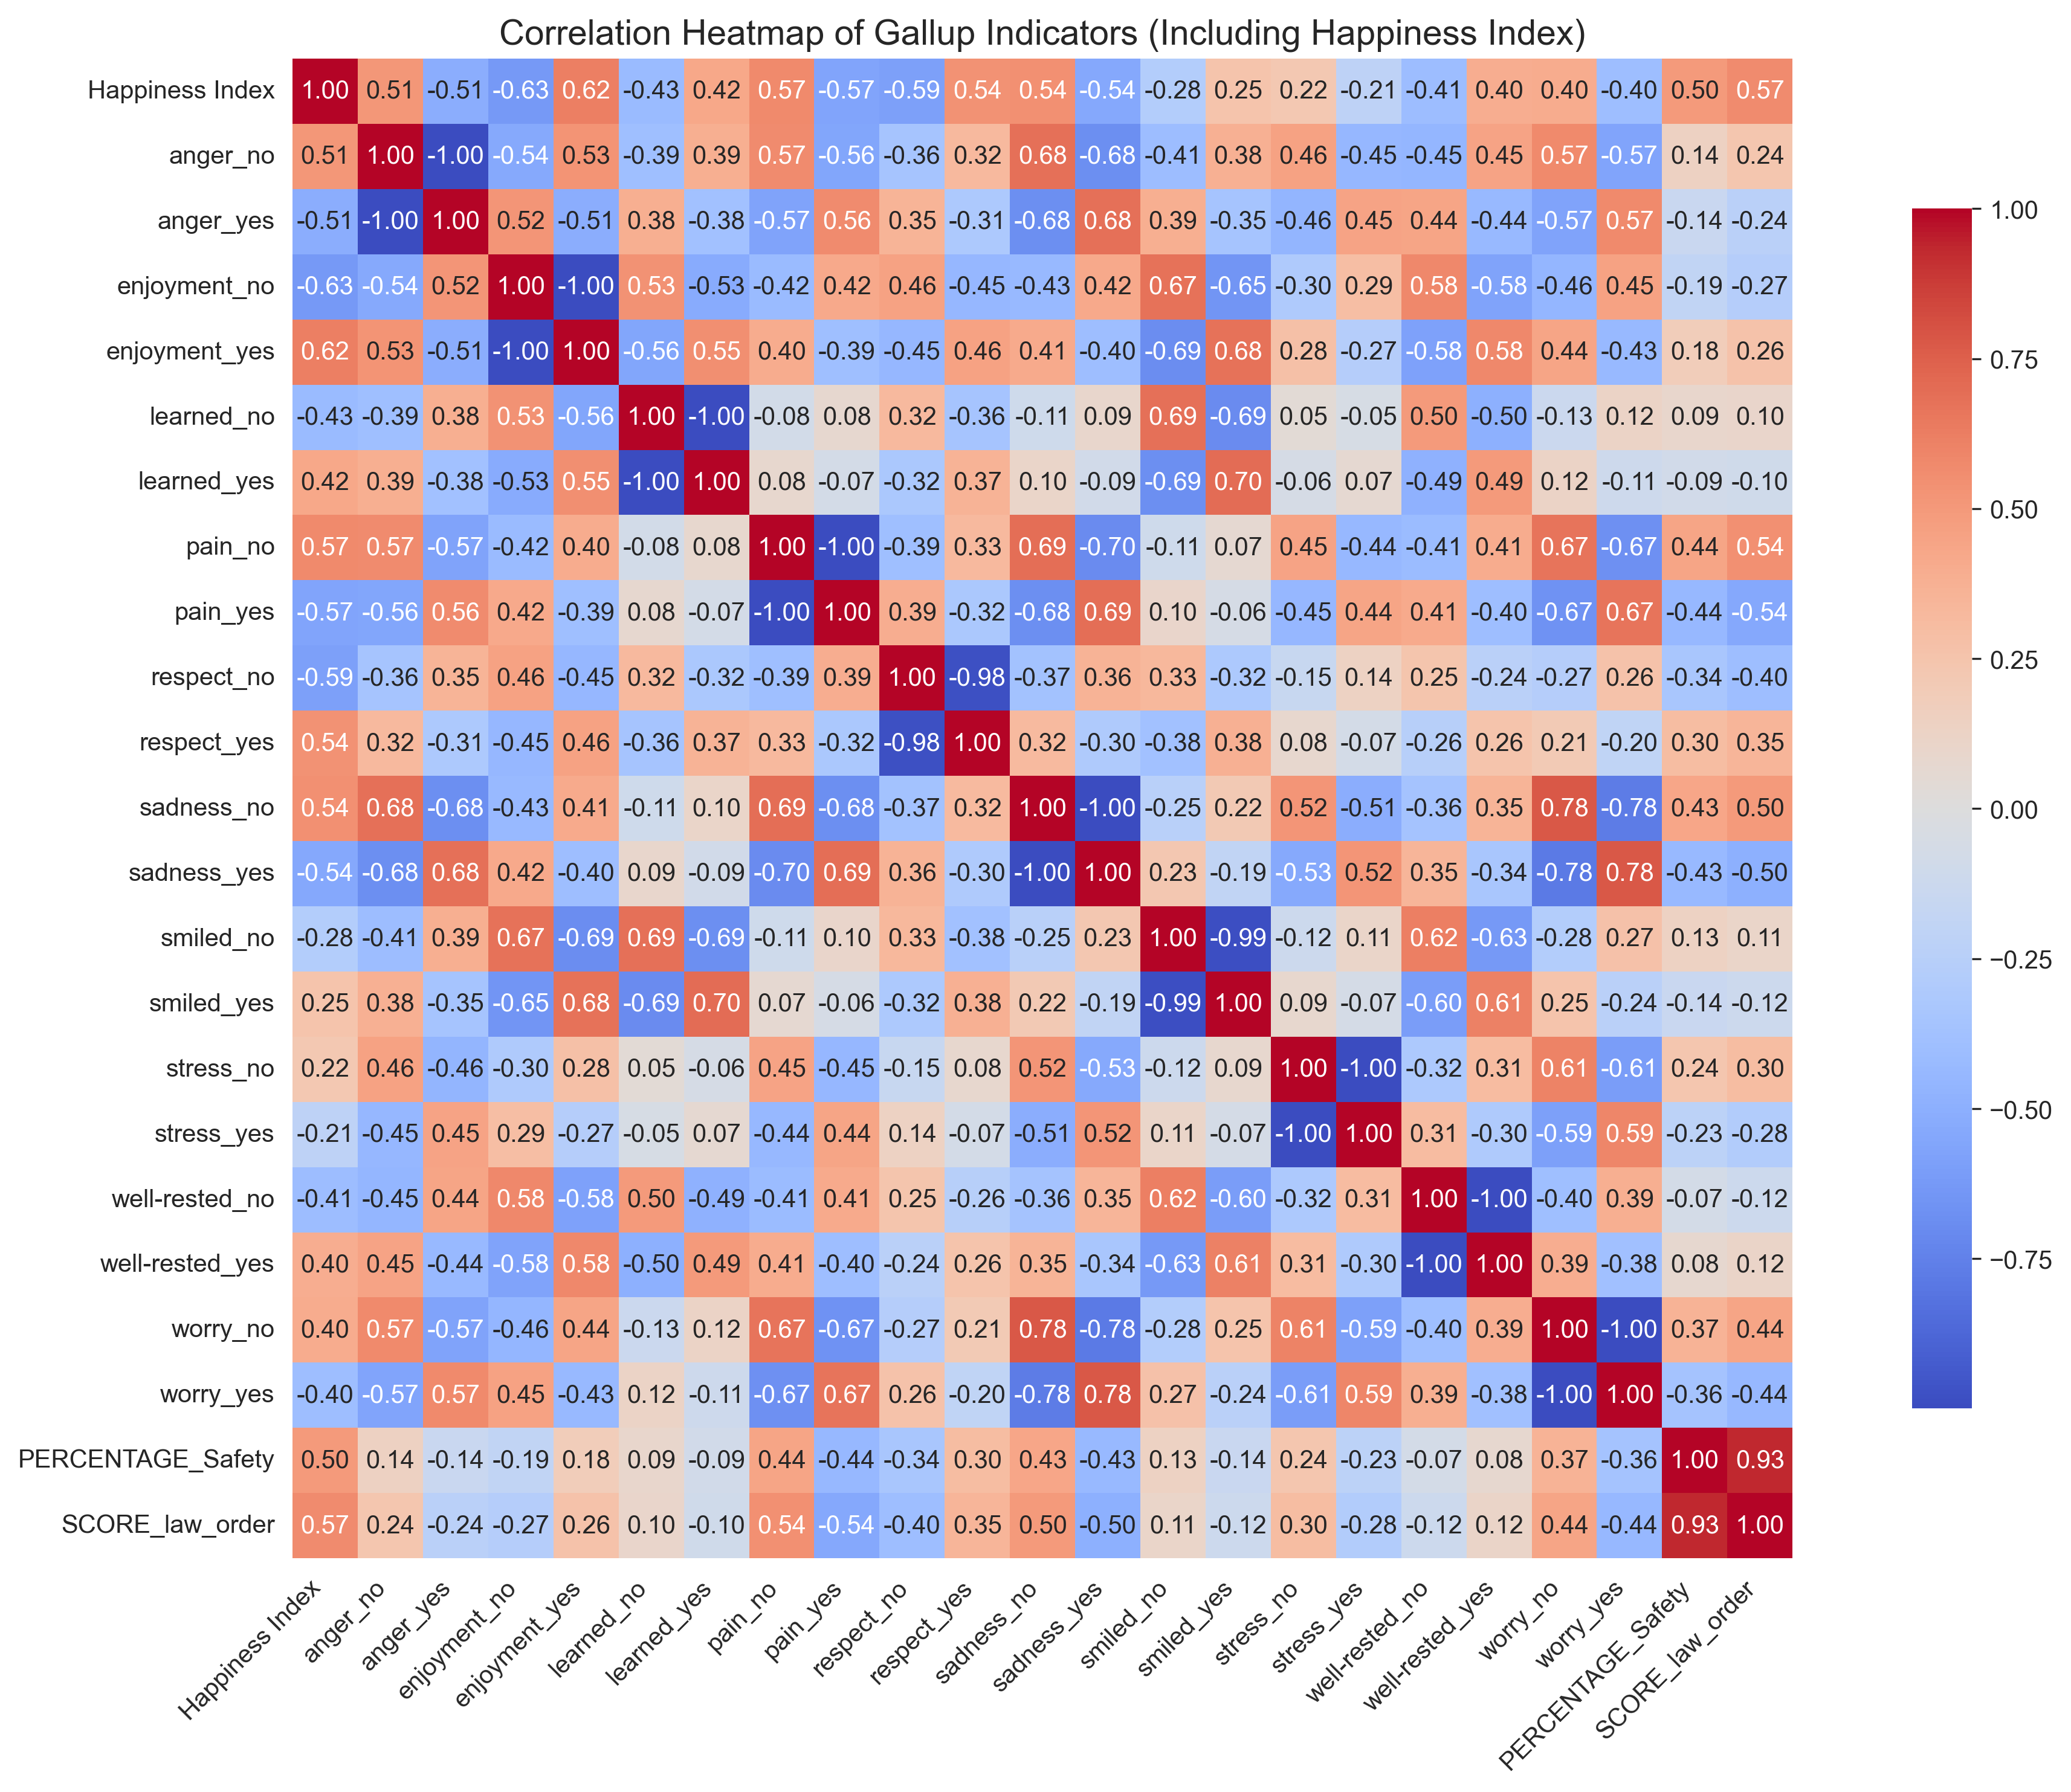 Correlation Heatmap of Gallup Indicators (Including Happiness Index)
Happiness Index 1.00 0.51 -0.51 -0.63 0.62 -0.43 0.42 0.57 -0.57 -0.59 0.54 0.54 -0.54 -0.28 0.25 0.22 -0.21 -0.41 0.40 0.40 -0.40 0.50 0.57
anger_no 0.51 1.00 -1.00 -0.54 0.53 -0.39 0.39 0.57 -0.56 -0.36 0.32 0.68 -0.68 -0.41 0.38 0.46 -0.45 -0.45 0.45 0.57 -0.57 0.14 0.24
anger_yes -0.51 -1.00 1.00 0.52 -0.51 0.38 -0.38 -0.57 0.56 0.35 -0.31 -0.68 0.68 0.39 -0.35 -0.46 0.45 0.44 -0.44 -0.57 0.57 -0.14 -0.24
enjoyment_no -0.63 -0.54 0.52 1.00 -1.00 0.53 -0.53 -0.42 0.42 0.46 -0.45 -0.43 0.42 0.67 -0.65 -0.30 0.29 0.58 -0.58 -0.46 0.45 -0.19 -0.27
enjoyment_yes 0.62 0.53 -0.51 -1.00 1.00 -0.56 0.55 0.40 -0.39 -0.45 0.46 0.41 -0.40 -0.69 0.68 0.28 -0.27 -0.58 0.58 0.44 -0.43 0.18 0.26
learned_no -0.43 -0.39 0.38 0.53 -0.56 1.00 -1.00 -0.08 0.08 0.32 -0.36 -0.11 0.09 0.69 -0.69 0.05 -0.05 0.50 -0.50 -0.13 0.12 0.09 0.10
learned_yes 0.42 0.39 -0.38 -0.53 0.55 -1.00 1.00 0.08 -0.07 -0.32 0.37 0.10 -0.09 -0.69 0.70 -0.06 0.07 -0.49 0.49 0.12 -0.11 -0.09 -0.10
pain_no 0.57 0.57 -0.57 -0.42 0.40 -0.08 0.08 1.00 -1.00 -0.39 0.33 0.69 -0.70 -0.11 0.07 0.45 -0.44 -0.41 0.41 0.67 -0.67 0.44 0.54
pain_yes -0.57 -0.56 0.56 0.42 -0.39 0.08 -0.07 -1.00 1.00 0.39 -0.32 -0.68 0.69 0.10 -0.06 -0.45 0.44 0.41 -0.40 -0.67 0.67 -0.44 -0.54
respect_no -0.59 -0.36 0.35 0.46 -0.45 0.32 -0.32 -0.39 0.39 1.00 -0.98 -0.37 0.36 0.33 -0.32 -0.15 0.14 0.25 -0.24 -0.27 0.26 -0.34 -0.40
respect_yes 0.54 0.32 -0.31 -0.45 0.46 -0.36 0.37 0.33 -0.32 -0.98 1.00 0.32 -0.30 -0.38 0.38 0.08 -0.07 -0.26 0.26 0.21 -0.20 0.30 0.35
sadness_no 0.54 0.68 -0.68 -0.43 0.41 -0.11 0.10 0.69 -0.68 -0.37 0.32 1.00 -1.00 -0.25 0.22 0.52 -0.51 -0.36 0.35 0.78 -0.78 0.43 0.50
sadness_yes -0.54 -0.68 0.68 0.42 -0.40 0.09 -0.09 -0.70 0.69 0.36 -0.30 -1.00 1.00 0.23 -0.19 -0.53 0.52 0.35 -0.34 -0.78 0.78 -0.43 -0.50
smiled_no -0.28 -0.41 0.39 0.67 -0.69 0.69 -0.69 -0.11 0.10 0.33 -0.38 -0.25 0.23 1.00 -0.99 -0.12 0.11 0.62 -0.63 -0.28 0.27 0.13 0.11
smiled_yes 0.25 0.38 -0.35 -0.65 0.68 -0.69 0.70 0.07 -0.06 -0.32 0.38 0.22 -0.19 -0.99 1.00 0.09 -0.07 -0.60 0.61 0.25 -0.24 -0.14 -0.12
stress_no 0.22 0.46 -0.46 -0.30 0.28 0.05 -0.06 0.45 -0.45 -0.15 0.08 0.52 -0.53 -0.12 0.09 1.00 -1.00 -0.32 0.31 0.61 -0.61 0.24 0.30
stress_yes -0.21 -0.45 0.45 0.29 -0.27 -0.05 0.07 -0.44 0.44 0.14 -0.07 -0.51 0.52 0.11 -0.07 -1.00 1.00 0.31 -0.30 -0.59 0.59 -0.23 -0.28
well-rested_no -0.41 -0.45 0.44 0.58 -0.58 0.50 -0.49 -0.41 0.41 0.25 -0.26 -0.36 0.35 0.62 -0.60 -0.32 0.31 1.00 -1.00 -0.40 0.39 -0.07 -0.12
well-rested_yes 0.40 0.45 -0.44 -0.58 0.58 -0.50 0.49 0.41 -0.40 -0.24 0.26 0.35 -0.34 -0.63 0.61 0.31 -0.30 -1.00 1.00 0.39 -0.38 0.08 0.12
worry_no 0.40 0.57 -0.57 -0.46 0.44 -0.13 0.12 0.67 -0.67 -0.27 0.21 0.78 -0.78 -0.28 0.25 0.61 -0.59 -0.40 0.39 1.00 -1.00 0.37 0.44
worry_yes -0.40 -0.57 0.57 0.45 -0.43 0.12 -0.11 -0.67 0.67 0.26 -0.20 -0.78 0.78 0.27 -0.24 -0.61 0.59 0.39 -0.38 -1.00 1.00 -0.36 -0.44
PERCENTAGE_Safety 0.50 0.14 -0.14 -0.19 0.18 0.09 -0.09 0.44 -0.44 -0.34 0.30 0.43 -0.43 0.13 -0.14 0.24 -0.23 -0.07 0.08 0.37 -0.36 1.00 0.93
SCORE_law_order 0.57 0.24 -0.24 -0.27 0.26 0.10 -0.10 0.54 -0.54 -0.40 0.35 0.50 -0.50 0.11 -0.12 0.30 -0.28 -0.12 0.12 0.44 -0.44 0.93 1.00
Happiness Index
anger_no
anger_yes
enjoyment_no
enjoyment_yes
learned_no
learned_yes
pain_no
pain_yes
respect_no
respect_yes
sadness_no
sadness_yes
smiled_no
smiled_yes
stress_no
stress_yes
well-rested_no
well-rested_yes
worry_no
worry_yes
PERCENTAGE_Safety
SCORE_law_order
1.00
0.75
0.50
0.25
0.00
−0.25
−0.50
−0.75